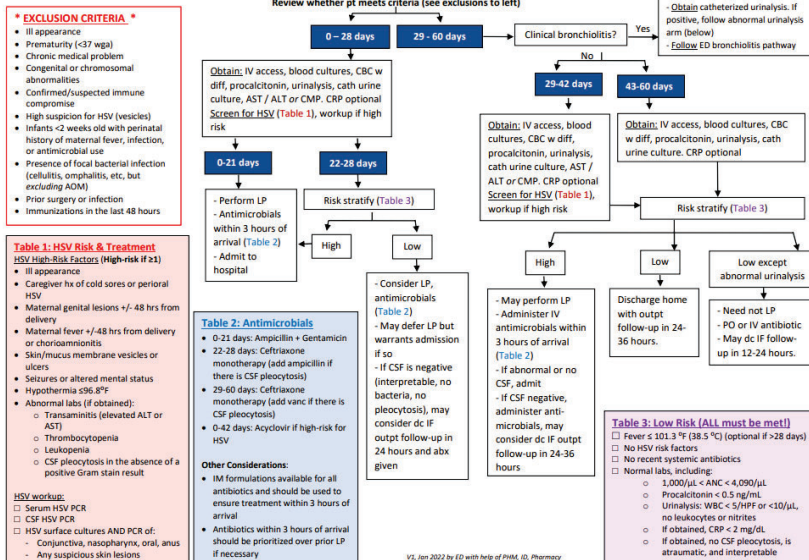 Review whether pt meets criteria (see exclusions to left)
* EXCLUSION CRITERIA *
• Ill appearance
• Prematurity (<37 wga)
• Chronic medical problem
• Congenital or chromosomal
abnormalities
• Confirmed/suspected immune
compromise
• High suspicion for HSV (vesicles)
• Infants <2 weeks old with perinatal
history of maternal fever, infection,
or antimicrobial use
• Presence of focal bacterial infection
(cellulitis, omphalitis, etc, but
excluding AOM)
• Prior surgery or infection
• Immunizations in the last 48 hours
0 – 28 days
29 - 60 days
Clinical bronchiolitis?
Yes
- Obtain catheterized urinalysis. If
positive, follow abnormal urinalysis
arm (below)
- Follow ED bronchiolitis pathway
No
Obtain: IV access, blood cultures, CBC
w diff, procalcitonin, urinalysis, cath urine
culture, AST / ALT or CMP. CRP optional
Screen for HSV (Table 1), workup if high
risk
29-42 days
43-60 days
Obtain: IV access, blood
cultures, CBC w diff,
procalcitonin, urinalysis,
cath urine culture, AST /
ALT or CMP. CRP optional
Screen for HSV (Table 1),
workup if high risk
Obtain: IV access, blood cultures, CBC
w diff, procalcitonin, urinalysis, cath
urine culture. CRP optional
0-21 days
22-28 days
- Perform LP
- Antimicrobials
within 3 hours of
arrival (Table 2)
- Admit to
hospital
Risk stratify (Table 3)
High
Low
- Consider LP,
antimicrobials
(Table 2)
- May defer LP but
warrants admission
if so
- If CSF is negative
(interpretable, no
bacteria, no
pleocytosis), may
consider dc IF
outpt follow-up in
24 hours and abx
given
Risk stratify (Table 3)
High
Low
Low except
abnormal urinalysis
- May perform LP
- Administer IV
antimicrobials within
3 hours of arrival
(Table 2)
- If abnormal or no
CSF, admit
- If CSF negative,
administer anti-
microbials, may
consider dc IF outpt
follow-up in 24-36
hours
Discharge home
with outpt
follow-up in 24-
36 hours.
- Need not LP
- PO or IV antibiotic
- May dc IF follow-
up in 12-24 hours.
Table 1: HSV Risk & Treatment
HSV High-Risk Factors (High-risk if ≥1)
• Ill appearance
• Caregiver hx of cold sores or perioral
HSV
• Maternal genital lesions +/- 48 hrs from
delivery
• Maternal fever +/-48 hrs from delivery
or chorioamnionitis
• Skin/mucus membrane vesicles or
ulcers
• Seizures or altered mental status
• Hypothermia ≤96.8°F
• Abnormal labs (if obtained):
o Transaminitis (elevated ALT or
AST)
o Thrombocytopenia
o Leukopenia
o CSF pleocytosis in the absence of a
positive Gram stain result
HSV workup:
□ Serum HSV PCR
□ CSF HSV PCR
□ HSV surface cultures AND PCR of:
- Conjunctiva, nasopharynx, oral, anus
- Any suspicious skin lesions
Table 2: Antimicrobials
• 0-21 days: Ampicillin + Gentamicin
• 22-28 days: Ceftriaxone
monotherapy (add ampicillin if there
is CSF pleocytosis)
• 29-60 days: Ceftriaxone
monotherapy (add vanc if there is
CSF pleocytosis)
• 0-42 days: Acyclovir if high-risk for
HSV
Other Considerations:
• IM formulations available for all
antibiotics and should be used to
ensure treatment within 3 hours of
arrival
• Antibiotics within 3 hours of arrival
should be prioritized over prior LP
if necessary
Table 3: Low Risk (ALL must be met!)
□ Fever ≤ 101.3 °F (38.5 °C) (optional if >28 days)
□ No HSV risk factors
□ No recent systemic antibiotics
□ Normal labs, including:
o 1,000/μL < ANC < 4,090/μL
o Procalcitonin < 0.5 ng/mL
o Urinalysis: WBC < 5/HPF or <10/μL,
no leukocytes or nitrites
o If obtained, CRP < 2 mg/dL
o If obtained, no CSF pleocytosis, is
atraumatic, and interpretable
V1, Jan 2022 by ED with help of PHM, ID, Pharmacy